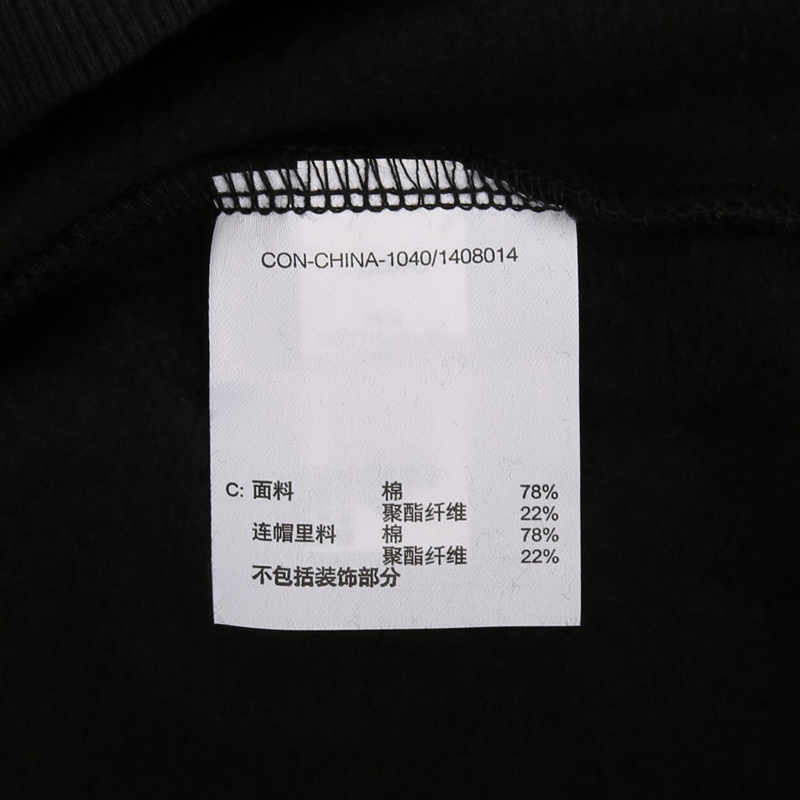 CON-CHINA-1040/1408014
C: 面料 棉 78%
聚酯纤维 22%
连帽里料 棉 78%
聚酯纤维 22%
不包括装饰部分